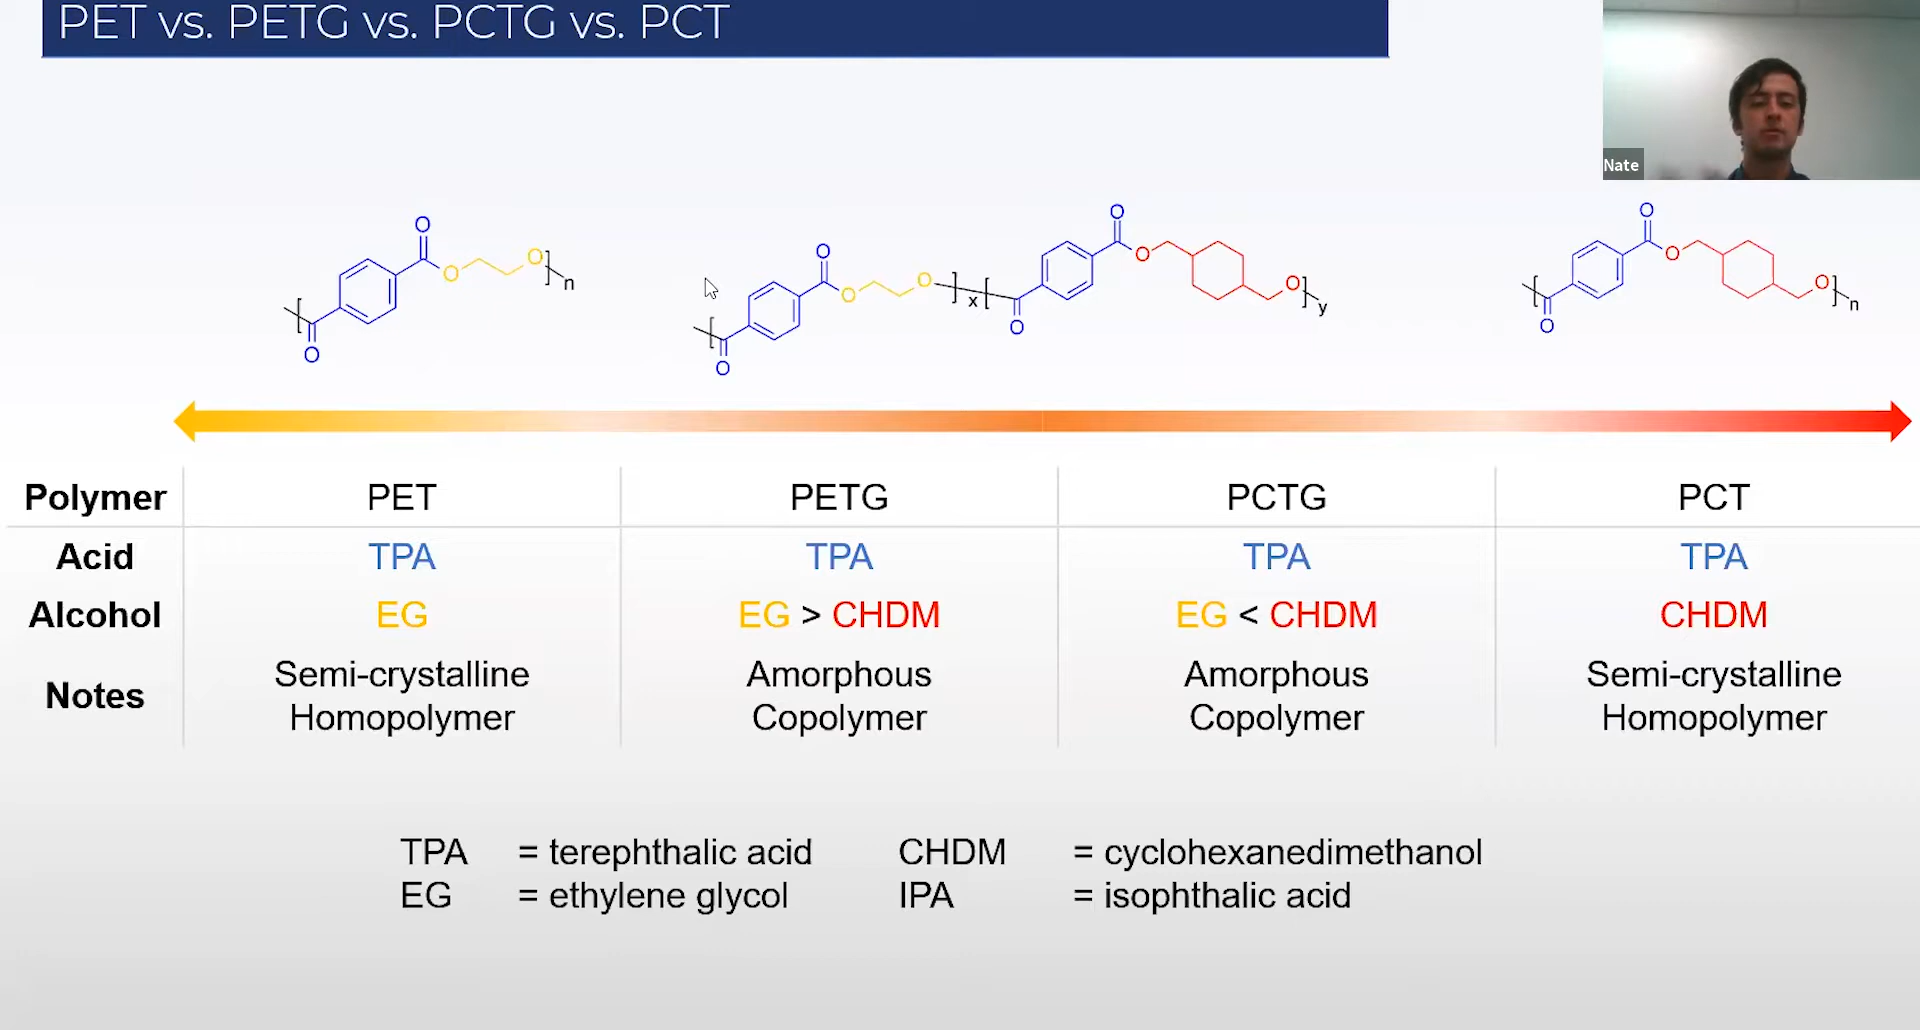 PET vs. PETG vs. PCTG vs. PCT
Nate
O
O
O
n
O
O
O
O
x
O
O
O
O
y
O
O
O
O
n
O
Polymer PET PETG PCTG PCT
Acid TPA TPA TPA TPA
Alcohol EG EG > CHDM EG < CHDM CHDM
Notes Semi-crystalline Homopolymer Amorphous Copolymer Amorphous Copolymer Semi-crystalline Homopolymer
TPA = terephthalic acid CHDM = cyclohexanedimethanol
EG = ethylene glycol IPA = isophthalic acid